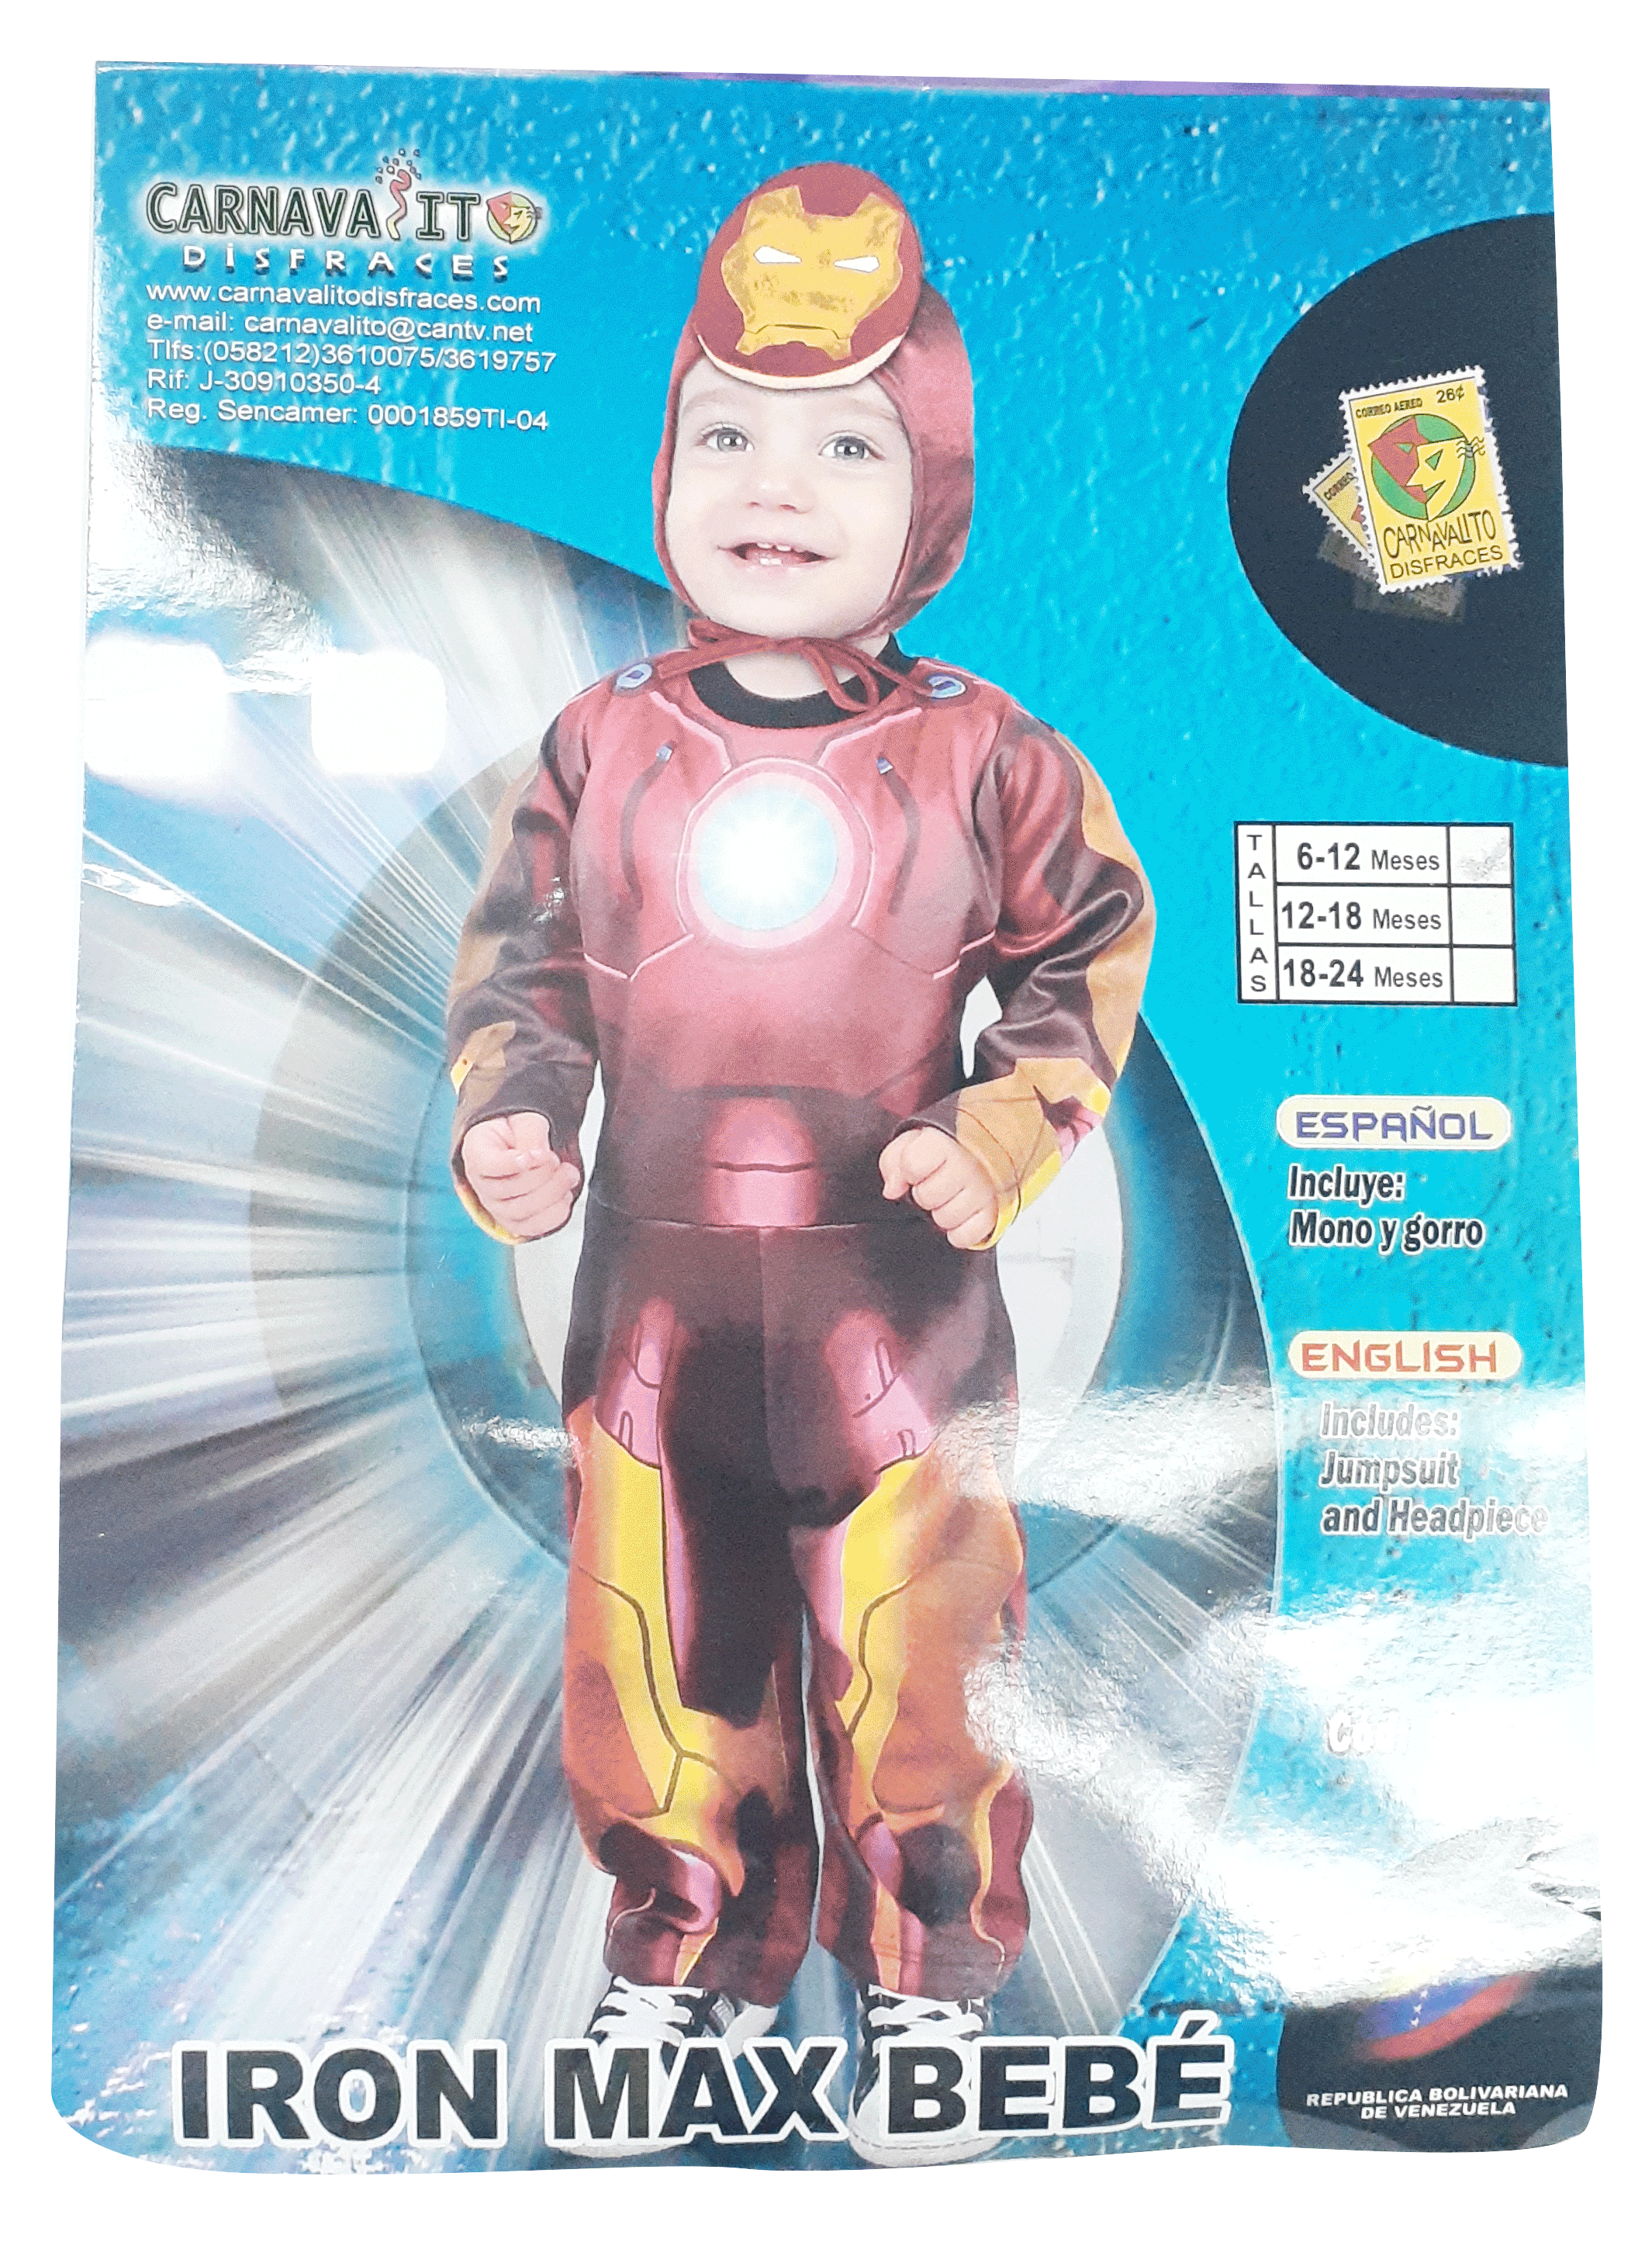 CARNAVALITO
DISFRACES
www.carnavalitodisfraces.com
e-mail: carnavalito@cantv.net
Tlfs:(058212)3610075/3619757
Rif: J-30910350-4
Reg. Sencamer: 0001859TI-04
CORREO AEREO 26¢
CORREO
CARNAVALITO
DISFRACES
TALLAS
6-12 Meses
12-18 Meses
18-24 Meses
ESPAÑOL
Incluye:
Mono y gorro
ENGLISH
Includes:
Jumpsuit
and Headpiece
IRON MAX BEBÉ
REPUBLICA BOLIVARIANA
DE VENEZUELA